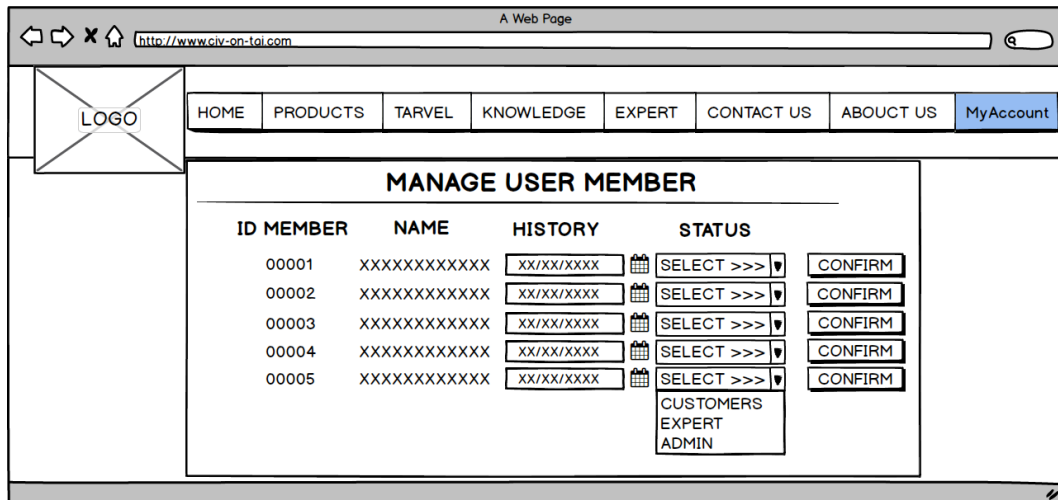 A Web Page
http://www.civ-on-tai.com
LOGO
HOME PRODUCTS TARVEL KNOWLEDGE EXPERT CONTACT US ABOUCT US MyAccount
MANAGE USER MEMBER
ID MEMBER NAME HISTORY STATUS
00001 XXXXXXXXXXXX XX/XX/XXXX SELECT >>> CONFIRM
00002 XXXXXXXXXXXX XX/XX/XXXX SELECT >>> CONFIRM
00003 XXXXXXXXXXXX XX/XX/XXXX SELECT >>> CONFIRM
00004 XXXXXXXXXXXX XX/XX/XXXX SELECT >>> CONFIRM
00005 XXXXXXXXXXXX XX/XX/XXXX SELECT >>> CONFIRM
CUSTOMERS
EXPERT
ADMIN